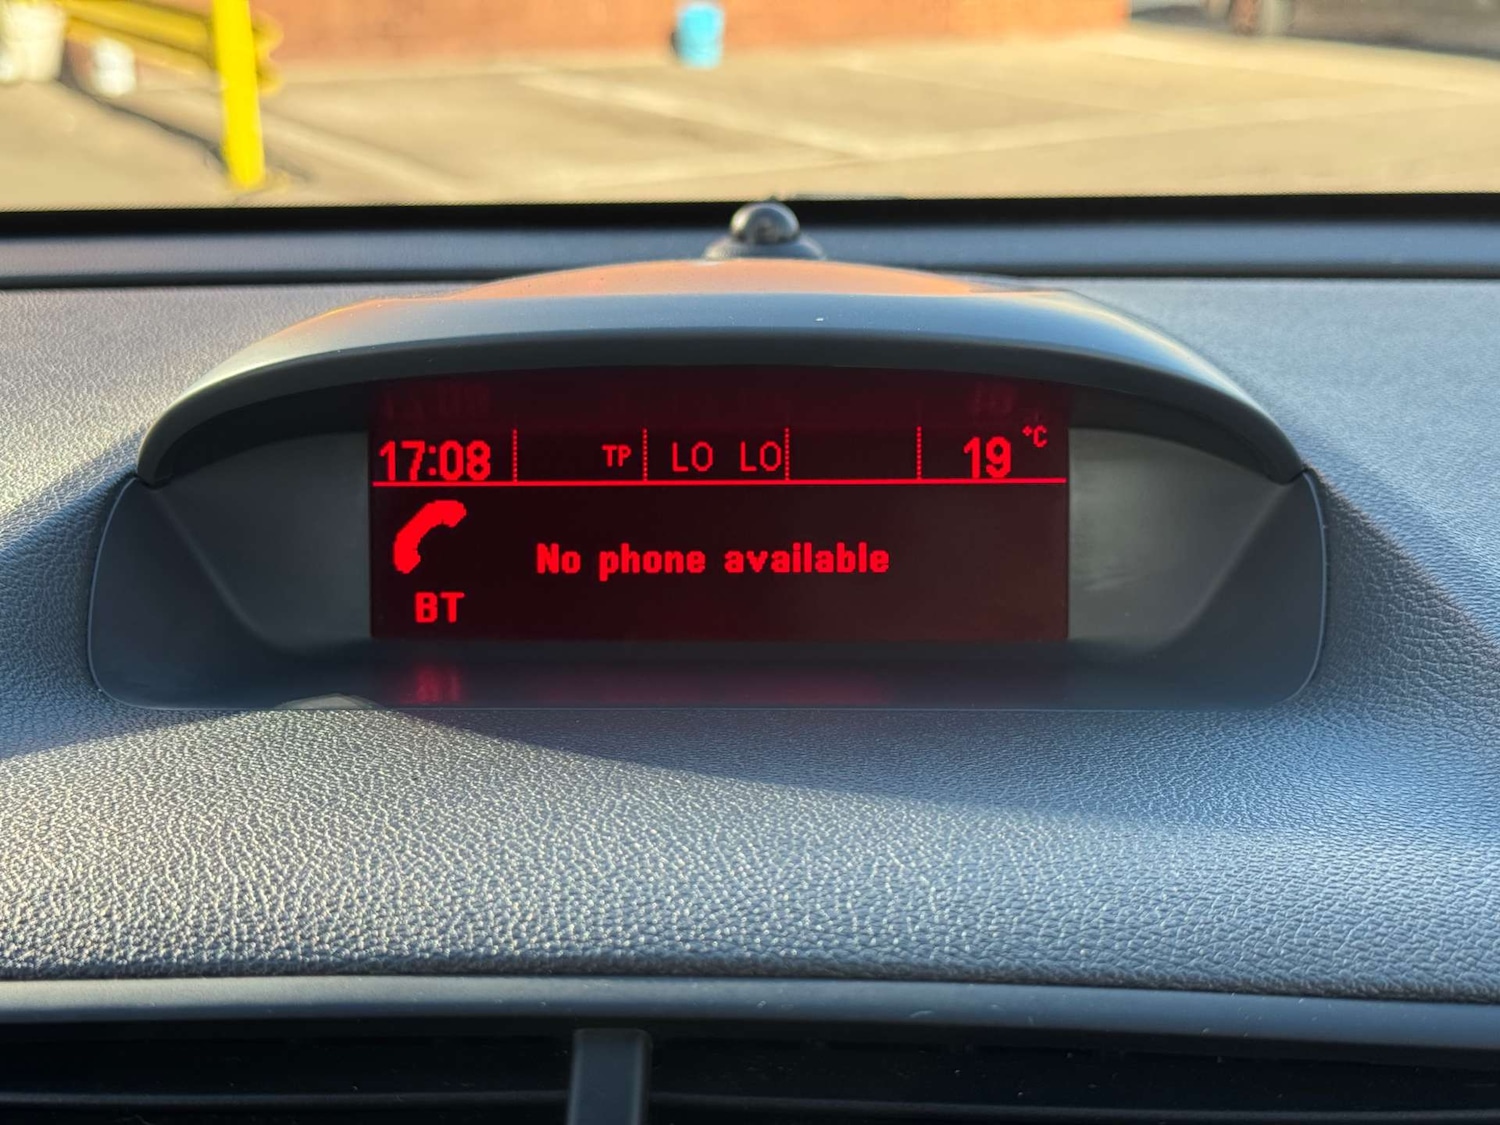 17:08 TP LO LO 19 °C
No phone available
BT